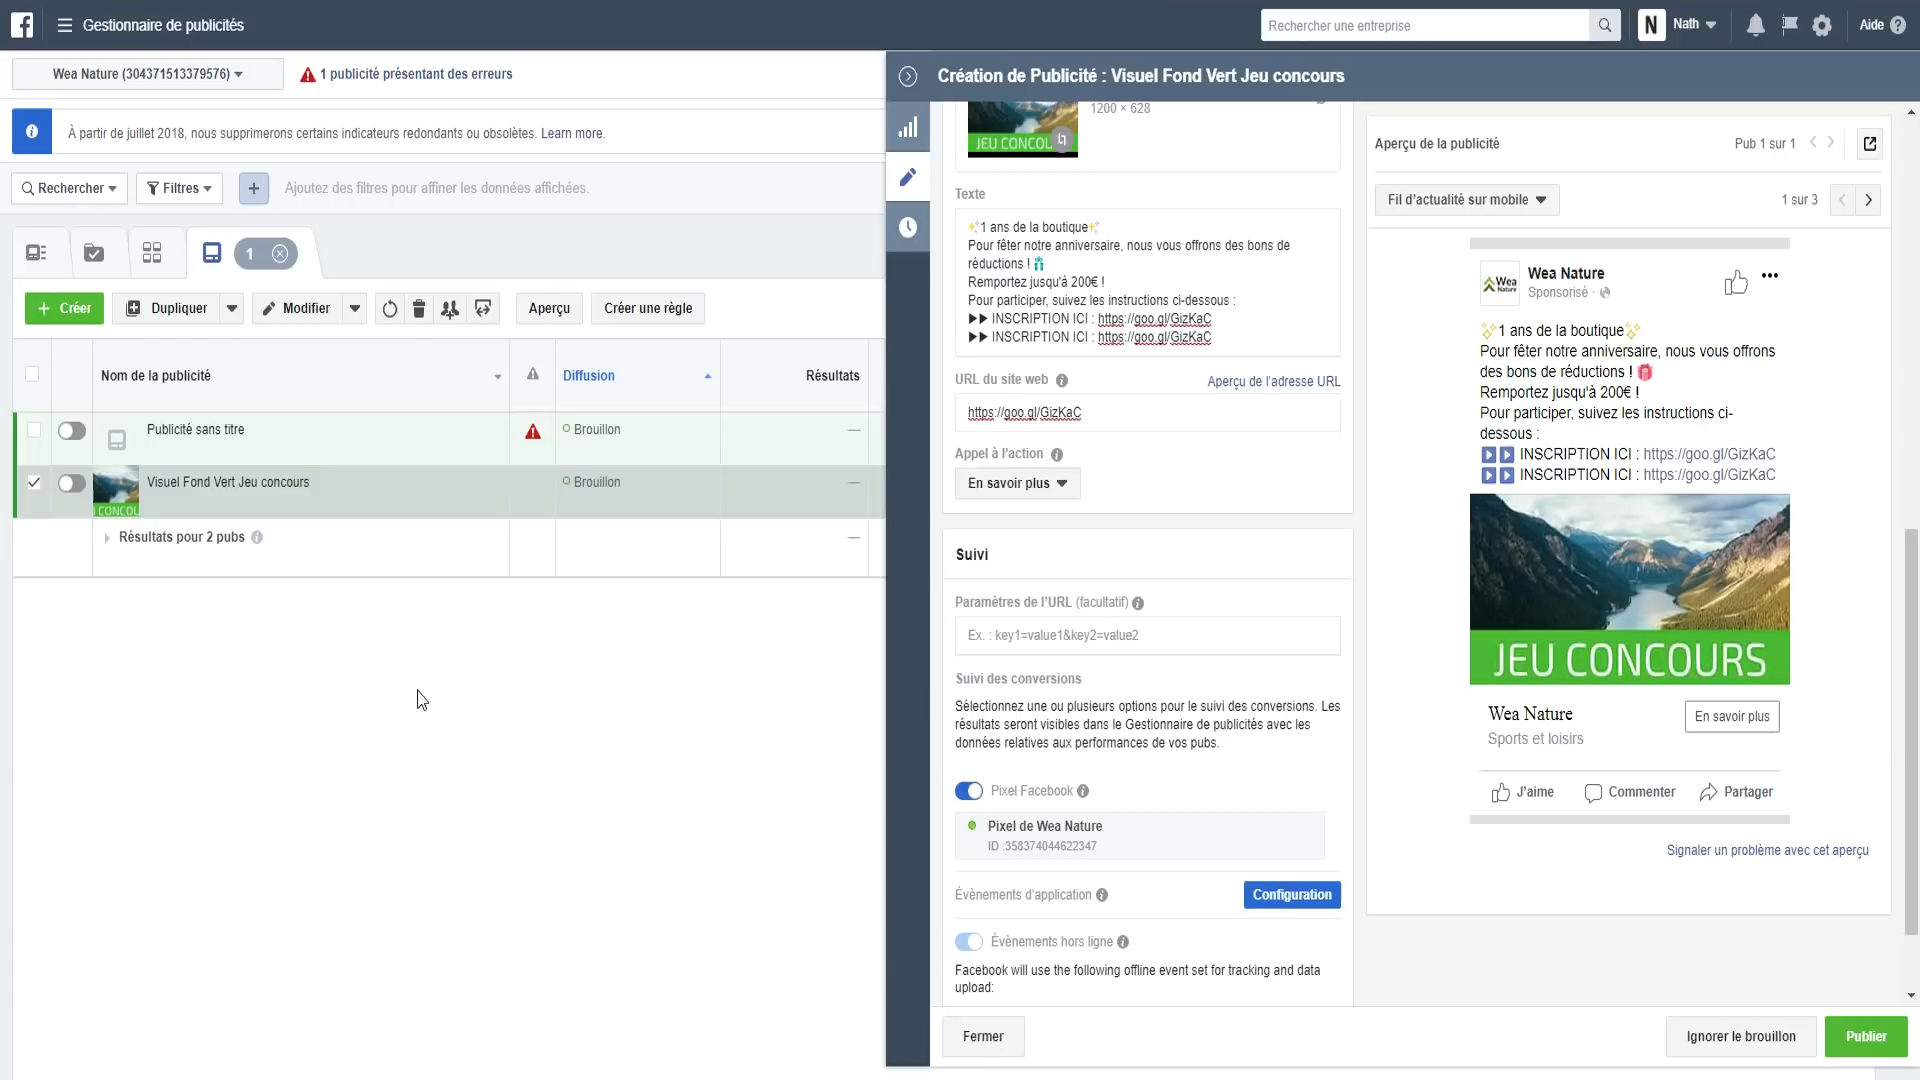 Gestionnaire de publicités
Rechercher une entreprise
N
Nath
Aide
Wea Nature (304371513379576)
1 publicité présentant des erreurs
À partir de juillet 2018, nous supprimerons certains indicateurs redondants ou obsolètes. Learn more.
Rechercher
Filtres
+
Ajoutez des filtres pour affiner les données affichées.
1
+ Créer
Dupliquer
Modifier
Aperçu
Créer une règle
Nom de la publicité
Diffusion
Résultats
Publicité sans titre
Brouillon
—
Visuel Fond Vert Jeu concours
Brouillon
—
I CONCOU
Résultats pour 2 pubs
—
Création de Publicité : Visuel Fond Vert Jeu concours
1200 × 628
JEU CONCOU
Texte
✨1 ans de la boutique✨
Pour fêter notre anniversaire, nous vous offrons des bons de
réductions ! 🎁
Remportez jusqu'à 200€ !
Pour participer, suivez les instructions ci-dessous :
▶▶ INSCRIPTION ICI : https://goo.gl/GizKaC
▶▶ INSCRIPTION ICI : https://goo.gl/GizKaC
URL du site web
Aperçu de l'adresse URL
https://goo.gl/GizKaC
Appel à l'action
En savoir plus
Suivi
Paramètres de l'URL (facultatif)
Ex. : key1=value1&key2=value2
Suivi des conversions
Sélectionnez une ou plusieurs options pour le suivi des conversions. Les
résultats seront visibles dans le Gestionnaire de publicités avec les
données relatives aux performances de vos pubs.
Pixel Facebook
Pixel de Wea Nature
ID :358374044622347
Évènements d'application
Configuration
Évènements hors ligne
Facebook will use the following offline event set for tracking and data
upload:
Fermer
Ignorer le brouillon
Publier
Aperçu de la publicité
Pub 1 sur 1
Fil d'actualité sur mobile
1 sur 3
Wea
Nature
Wea Nature
Sponsorisé ·
✨1 ans de la boutique✨
Pour fêter notre anniversaire, nous vous offrons
des bons de réductions ! 🎁
Remportez jusqu'à 200€ !
Pour participer, suivez les instructions ci-
dessous :
▶▶ INSCRIPTION ICI : https://goo.gl/GizKaC
▶▶ INSCRIPTION ICI : https://goo.gl/GizKaC
JEU CONCOURS
Wea Nature
Sports et loisirs
En savoir plus
J'aime
Commenter
Partager
Signaler un problème avec cet aperçu